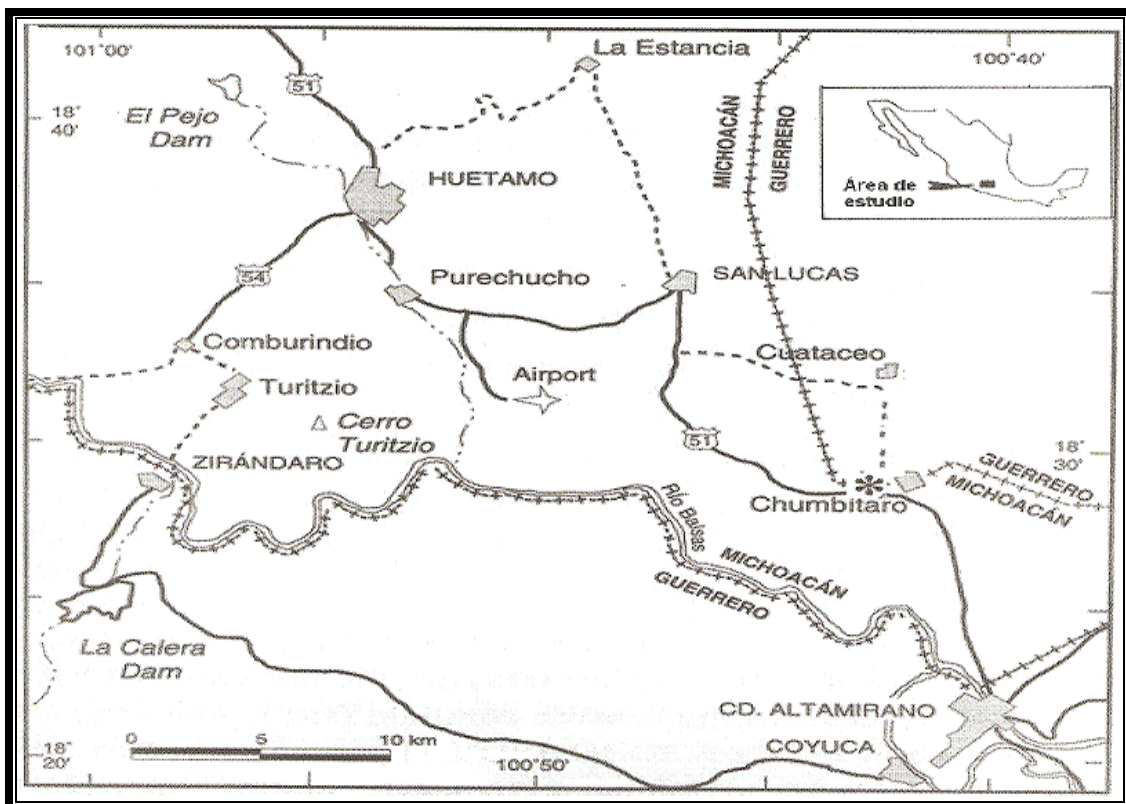 101°00'
La Estancia
100°40'
51
18°
40'
El Pejo
Dam
MICHOACÁN
GUERRERO
Área de
estudio
HUETAMO
54
Purechucho
SAN LUCAS
Comburindio
Cuataceo
Turitzio
Airport
Cerro
Turitzio
51
18°
30'
ZIRÁNDARO
GUERRERO
MICHOACÁN
Chumbítaro
Río Balsas
MICHOACÁN
GUERRERO
La Calera
Dam
CD. ALTAMIRANO
0 5 10 km
COYUCA
18°
20'
100°50'